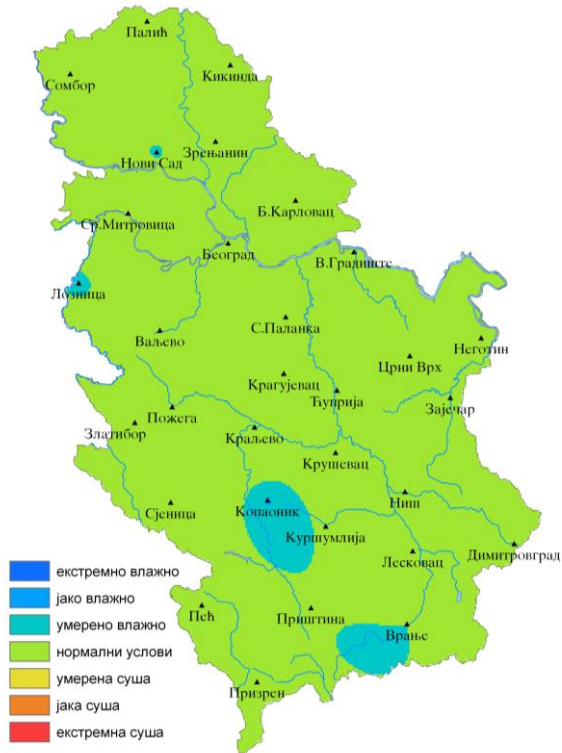 Палић
Сомбор
Кикинда
Зрењанин
Нови Сад
Б.Карловац
Ср.Митровица
Београд
В.Градиште
Лозница
С.Паланка
Ваљево
Неготин
Црни Врх
Крагујевац
Ћуприја
Зајечар
Пожега
Златибор
Краљево
Крушевац
Ниш
Копаоник
Сјеница
Куршумлија
Димитровград
Лесковац
Пећ
Приштина
Врање
Призрен
екстремно влажно
јако влажно
умерено влажно
нормални услови
умерена суша
јака суша
екстремна суша